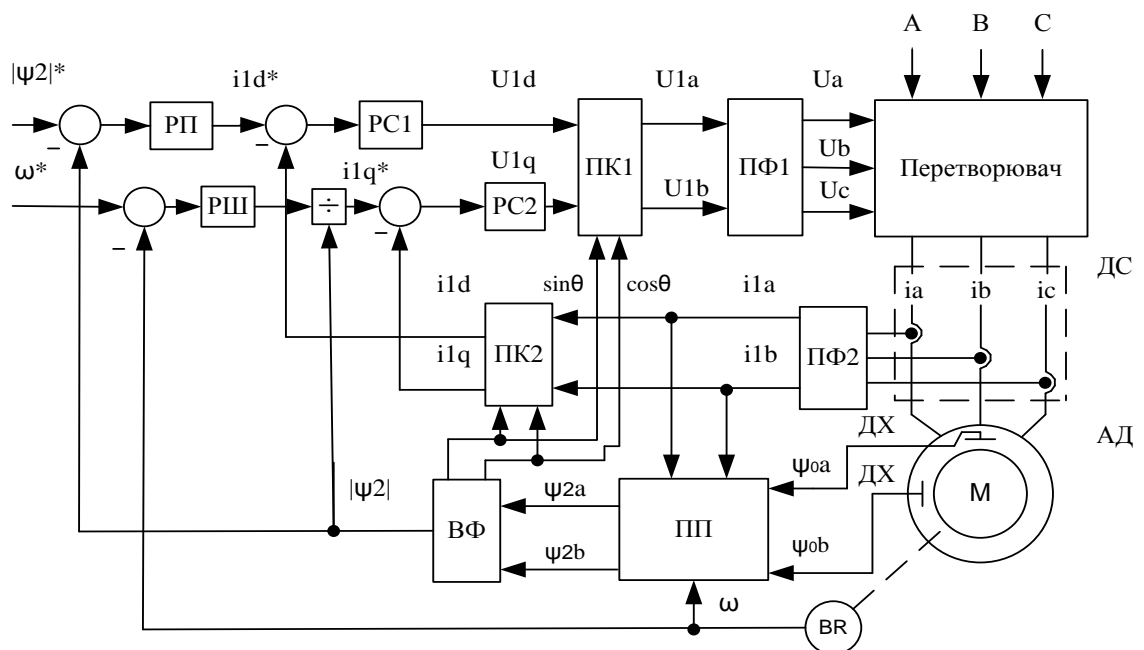 A B C
|ψ2|* i1d* U1d U1a Ua
РП РС1 ПК1 ПФ1 Перетворювач
− −
ω* i1q* U1q U1b Ub
РШ ÷ РС2 Uc
− −
ДС
i1d sinθ cosθ i1a ia ib ic
i1q ПК2 i1b ПФ2
ДХ АД
|ψ2| ψ2a ψ0a ДХ М
ВФ ПП
ψ2b ψ0b
ω BR